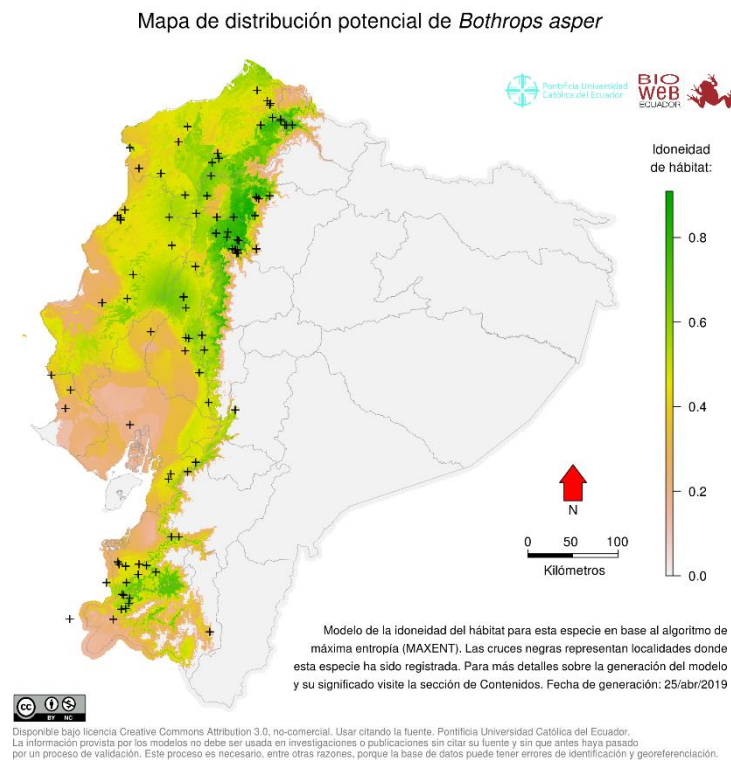 Mapa de distribución potencial de Bothrops asper
Pontificia Universidad
Católica del Ecuador
BIO
WEB
ECUADOR
Idoneidad
de hábitat:
0.8
0.6
0.4
0.2
0.0
N
0 50 100
Kilómetros
Modelo de la idoneidad del hábitat para esta especie en base al algoritmo de
máxima entropía (MAXENT). Las cruces negras representan localidades donde
esta especie ha sido registrada. Para más detalles sobre la generación del modelo
y su significado visite la sección de Contenidos. Fecha de generación: 25/abr/2019
cc
BY NC
Disponible bajo licencia Creative Commons Attribution 3.0, no-comercial. Usar citando la fuente. Pontificia Universidad Católica del Ecuador.
La información provista por los modelos no debe ser usada en investigaciones o publicaciones sin citar su fuente y sin que antes haya pasado
por un proceso de validación. Este proceso es necesario, entre otras razones, porque la base de datos puede tener errores de identificación y georeferenciación.